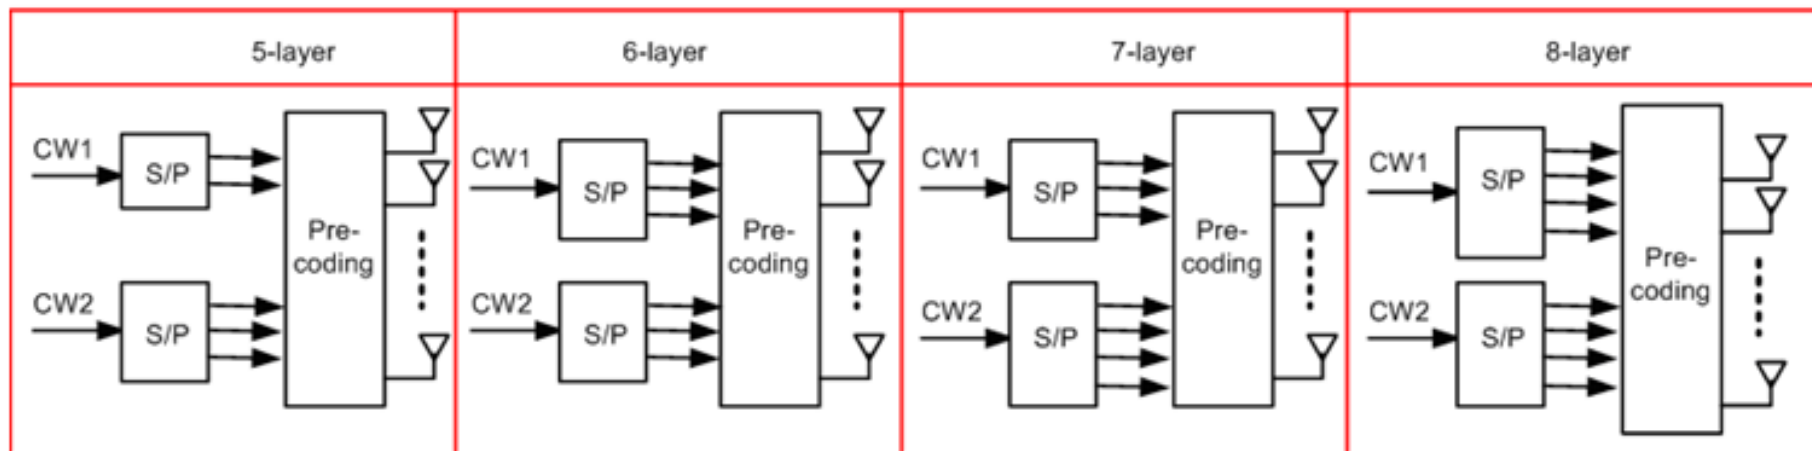 5-layer
6-layer
7-layer
8-layer
CW1
S/P
CW2
S/P
Pre-
coding
CW1
S/P
CW2
S/P
Pre-
coding
CW1
S/P
CW2
S/P
Pre-
coding
CW1
S/P
CW2
S/P
Pre-
coding